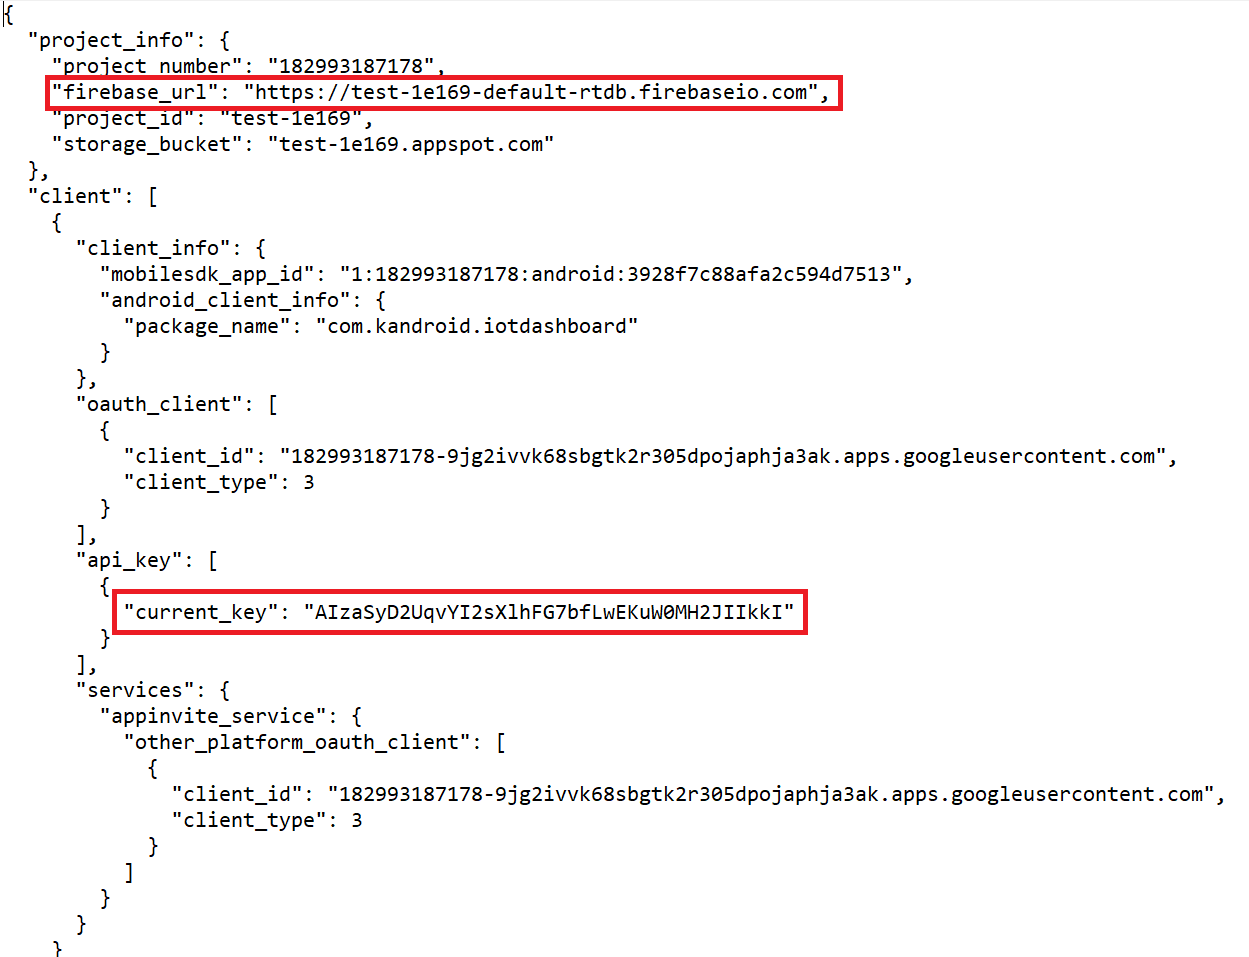 {
  "project_info": {
    "project_number": "182993187178",
    "firebase_url": "https://test-1e169-default-rtdb.firebaseio.com",
    "project_id": "test-1e169",
    "storage_bucket": "test-1e169.appspot.com"
  },
  "client": [
    {
      "client_info": {
        "mobilesdk_app_id": "1:182993187178:android:3928f7c88afa2c594d7513",
        "android_client_info": {
          "package_name": "com.kandroid.iotdashboard"
        }
      },
      "oauth_client": [
        {
          "client_id": "182993187178-9jg2ivvk68sbgtk2r305dpojaphja3ak.apps.googleusercontent.com",
          "client_type": 3
        }
      ],
      "api_key": [
        {
          "current_key": "AIzaSyD2UqvYI2sXlhFG7bfLwEKuW0MH2JIIkkI"
        }
      ],
      "services": {
        "appinvite_service": {
          "other_platform_oauth_client": [
            {
              "client_id": "182993187178-9jg2ivvk68sbgtk2r305dpojaphja3ak.apps.googleusercontent.com",
              "client_type": 3
            }
          ]
        }
      }
    }